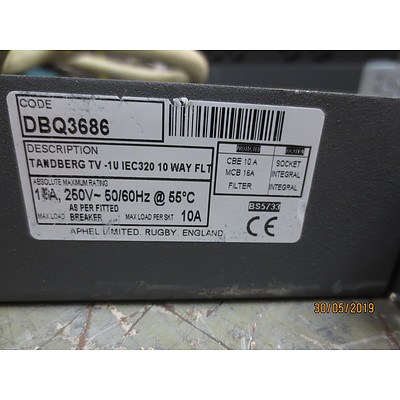 CODE
DBQ3686
DESCRIPTION
TANDBERG TV -1U IEC320 10 WAY FLT
ABSOLUTE MAXIMUM RATING
250V~ 50/60Hz @ 55°C
AS PER FITTED
MAX LOAD BREAKER MAX LOAD PER SKT 10A
APHEL LIMITED, RUGBY, ENGLAND
PROTECTED
CBE 10 A SOCKET
MCB 16A INTEGRAL
FILTER INTEGRAL
BS5733
CE
30/05/2019